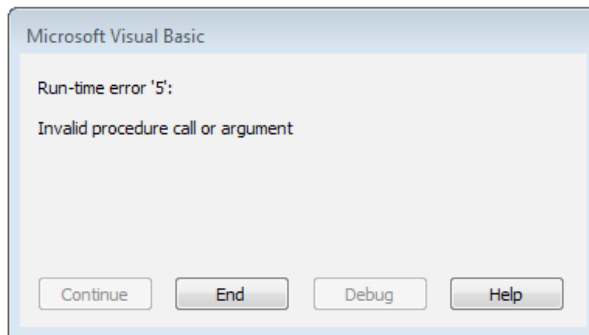 Microsoft Visual Basic
Run-time error '5':
Invalid procedure call or argument
Continue End Debug Help